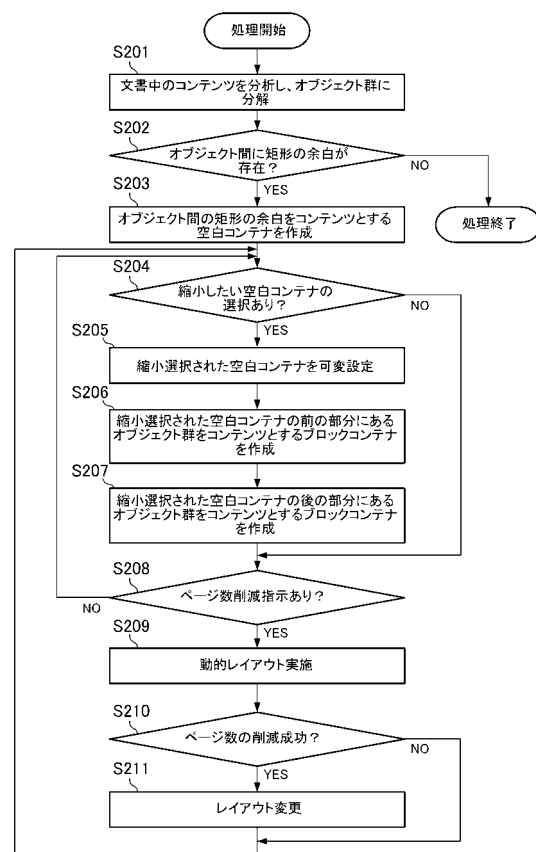 処理開始
S201
文書中のコンテンツを分析し、オブジェクト群に
分解
S202
オブジェクト間に矩形の余白が
存在?
NO
YES
S203
オブジェクト間の矩形の余白をコンテンツとする
空白コンテナを作成
処理終了
S204
縮小したい空白コンテナの
選択あり?
NO
YES
S205
縮小選択された空白コンテナを可変設定
S206
縮小選択された空白コンテナの前の部分にある
オブジェクト群をコンテンツとするブロックコンテナ
を作成
S207
縮小選択された空白コンテナの後の部分にある
オブジェクト群をコンテンツとするブロックコンテナ
を作成
S208
ページ数削減指示あり?
NO
YES
S209
動的レイアウト実施
S210
ページ数の削減成功?
NO
YES
S211
レイアウト変更